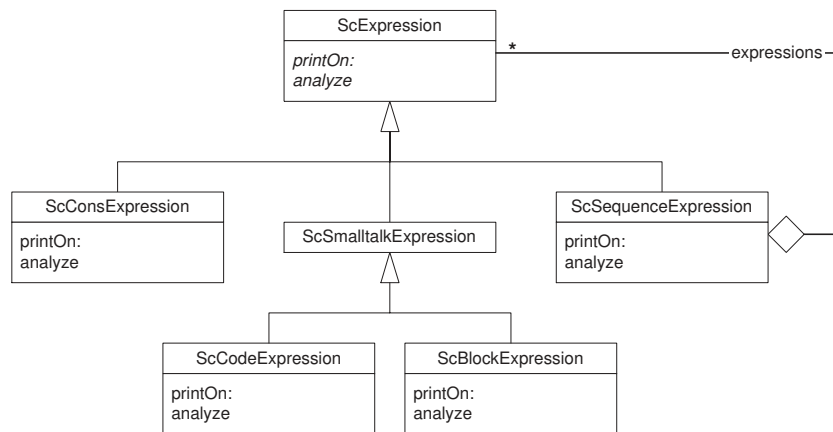 ScExpression
printOn:
analyze
*
expressions
ScConsExpression
printOn:
analyze
ScSmalltalkExpression
ScSequenceExpression
printOn:
analyze
ScCodeExpression
printOn:
analyze
ScBlockExpression
printOn:
analyze